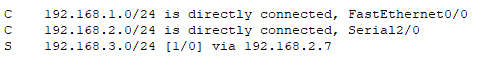 C    192.168.1.0/24 is directly connected, FastEthernet0/0
C    192.168.2.0/24 is directly connected, Serial2/0
S    192.168.3.0/24 [1/0] via 192.168.2.7